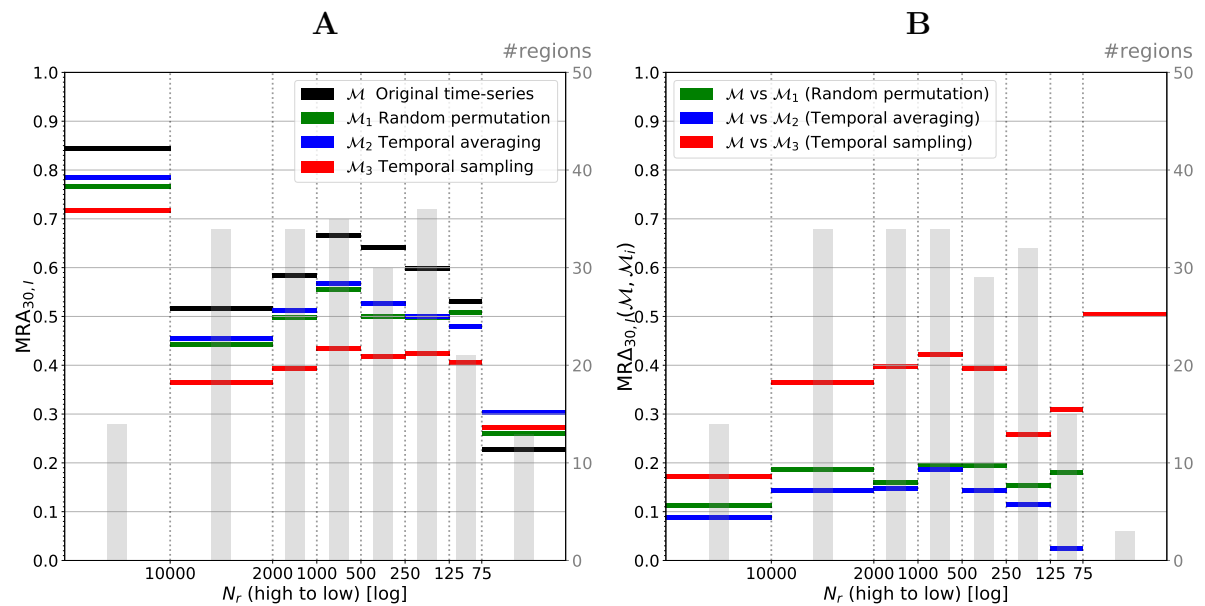 A
#regions
1.0
0.9
0.8
0.7
0.6
0.5
0.4
0.3
0.2
0.1
0.0
MRA₃₀,ₗ
50
40
30
20
10
0
ℳ Original time-series
ℳ₁ Random permutation
ℳ₂ Temporal averaging
ℳ₃ Temporal sampling
10000 2000 1000 500 250 125 75
Nᵣ (high to low) [log]
B
#regions
1.0
0.9
0.8
0.7
0.6
0.5
0.4
0.3
0.2
0.1
0.0
MRΔ₃₀,ₗ(ℳ, ℳᵢ)
50
40
30
20
10
0
ℳ vs ℳ₁ (Random permutation)
ℳ vs ℳ₂ (Temporal averaging)
ℳ vs ℳ₃ (Temporal sampling)
10000 2000 1000 500 250 125 75
Nᵣ (high to low) [log]